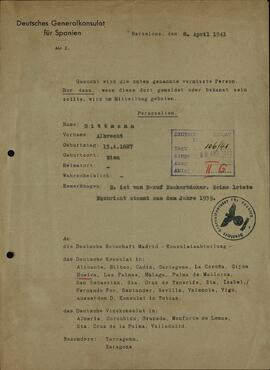 Deutsches Generalkonsulat
für Spanien
Barcelona, den 8. April 1941
Gesucht wird die unten genannte vermisste Person.
Nur dann, wenn diese dort gemeldet oder bekannt sein
sollte, wird um Mitteilung gebeten.
Personalien.
Name: Dittmann
Vorname: Albrecht
Geburtstag: 13.4.1887
Geburtsort: Wien
Heimatort: -
Wahrscheinlich: -
Bemerkungen: D. ist von Beruf Zuckerbäcker. Seine letzte
Nachricht stammt aus dem Jahre 1939.
An
die Deutsche Botschaft Madrid - Konsulatsabteilung -
das Deutsche Konsulat in:
Alicante, Bilbao, Cadiz, Cartagena, La Coruña, Gijon
Huelva, Las Palmas, Málaga, Palma de Mallorca,
San Sebastián, Sta. Cruz de Tenerife, Sta. Isabel/
Fernando Poo, Santander, Sevilla, Valencia, Vigo,
Ausserdem D. Konsulat in Tetuan.
das Deutsche Vizekonsulat in:
Almeria, Corcubión, Granada, Monforte de Lemos,
Sta. Cruz de la Palma, Valladolid.
Besonders: Tarragona,
Zaragoza